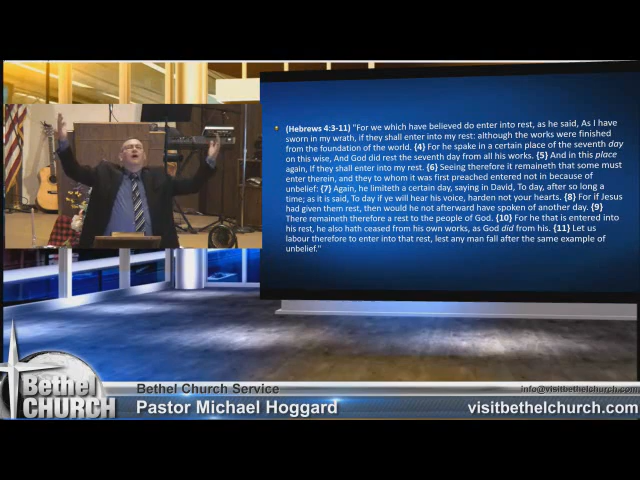 (Hebrews 4:3-11) "For we which have believed do enter into rest, as he said, As I have
sworn in my wrath, if they shall enter into my rest: although the works were finished
from the foundation of the world. {4} For he spake in a certain place of the seventh day
on this wise, And God did rest the seventh day from all his works. {5} And in this place
again, If they shall enter into my rest. {6} Seeing therefore it remaineth that some must
enter therein, and they to whom it was first preached entered not in because of
unbelief: {7} Again, he limiteth a certain day, saying in David, To day, after so long a
time; as it is said, To day if ye will hear his voice, harden not your hearts. {8} For if Jesus
had given them rest, then would he not afterward have spoken of another day. {9}
There remaineth therefore a rest to the people of God. {10} For he that is entered into
his rest, he also hath ceased from his own works, as God did from his. {11} Let us
labour therefore to enter into that rest, lest any man fall after the same example of
unbelief."
Bethel
CHURCH
Bethel Church Service
info@visitbethelchurch.com
Pastor Michael Hoggard
visitbethelchurch.com